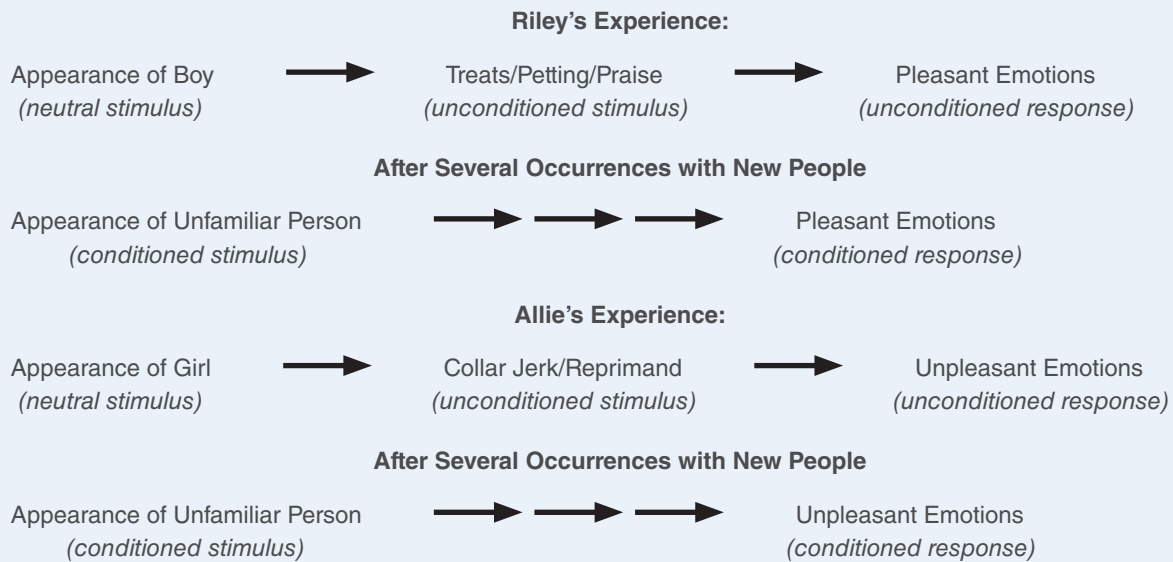 Riley’s Experience:
Appearance of Boy Treats/Petting/Praise Pleasant Emotions
(neutral stimulus) (unconditioned stimulus) (unconditioned response)
After Several Occurrences with New People
Appearance of Unfamiliar Person Pleasant Emotions
(conditioned stimulus) (conditioned response)
Allie’s Experience:
Appearance of Girl Collar Jerk/Reprimand Unpleasant Emotions
(neutral stimulus) (unconditioned stimulus) (unconditioned response)
After Several Occurrences with New People
Appearance of Unfamiliar Person Unpleasant Emotions
(conditioned stimulus) (conditioned response)